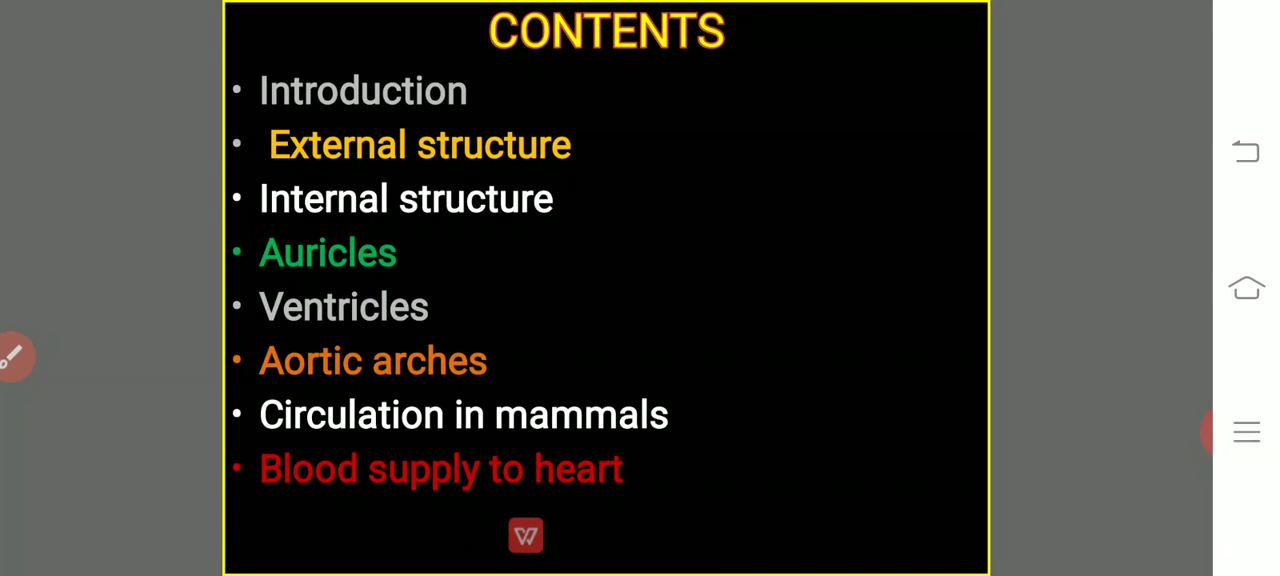 CONTENTS
• Introduction
• External structure
• Internal structure
• Auricles
• Ventricles
• Aortic arches
• Circulation in mammals
• Blood supply to heart
W